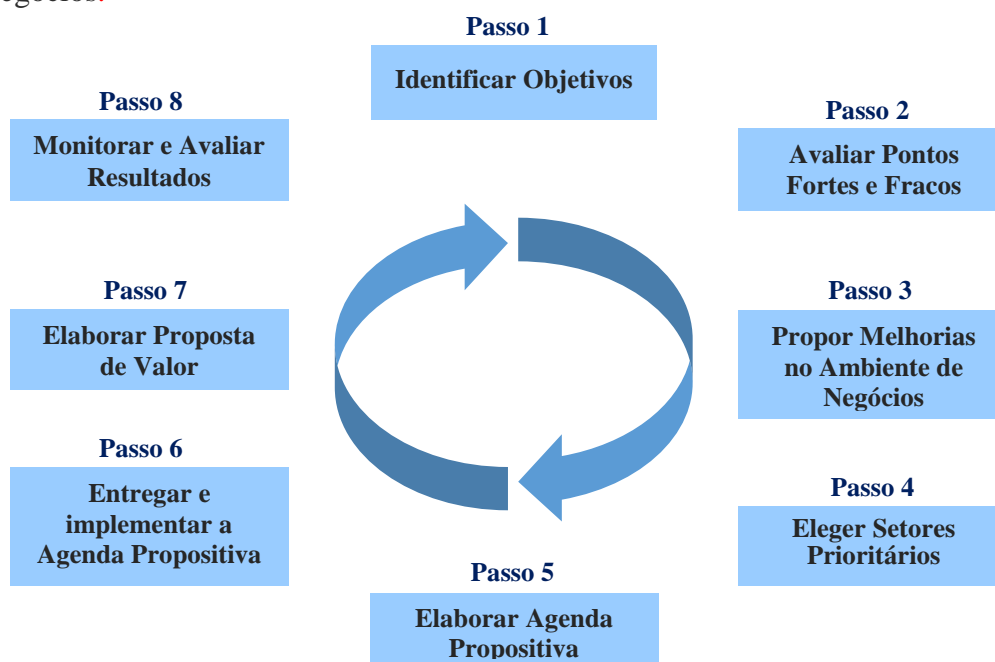 egócios.
Passo 1
Identificar Objetivos
Passo 2
Avaliar Pontos
Fortes e Fracos
Passo 3
Propor Melhorias
no Ambiente de
Negócios
Passo 4
Eleger Setores
Prioritários
Passo 5
Elaborar Agenda
Propositiva
Passo 6
Entregar e
implementar a
Agenda Propositiva
Passo 7
Elaborar Proposta
de Valor
Passo 8
Monitorar e Avaliar
Resultados